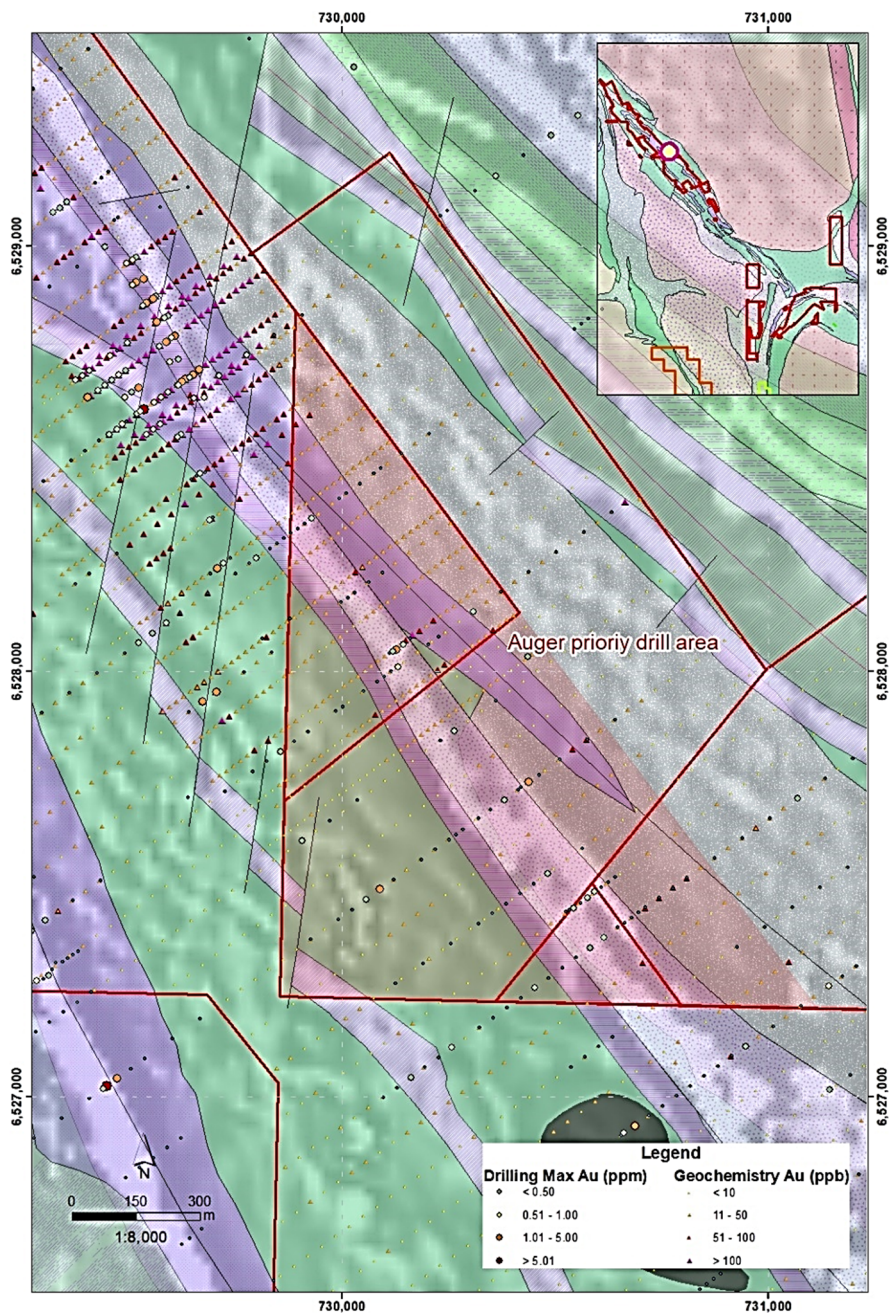 730,000
731,000
6,529,000
6,529,000
Auger prioriy drill area
6,528,000
6,528,000
6,527,000
6,527,000
N
0 150 300
m
1:8,000
Legend
Drilling Max Au (ppm)
Geochemistry Au (ppb)
< 0.50
< 10
0.51 - 1.00
11 - 50
1.01 - 5.00
51 - 100
> 5.01
> 100
730,000
731,000